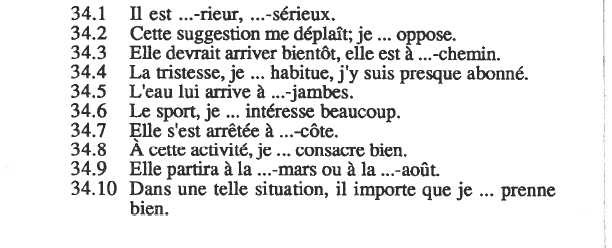 34.1 Il est ...-rieur, ...-sérieux.
34.2 Cette suggestion me déplaît; je ... oppose.
34.3 Elle devrait arriver bientôt, elle est à ...-chemin.
34.4 La tristesse, je ... habitue, j'y suis presque abonné.
34.5 L'eau lui arrive à ...-jambes.
34.6 Le sport, je ... intéresse beaucoup.
34.7 Elle s'est arrêtée à ...-côte.
34.8 À cette activité, je ... consacre bien.
34.9 Elle partira à la ...-mars ou à la ...-août.
34.10 Dans une telle situation, il importe que je ... prenne
bien.